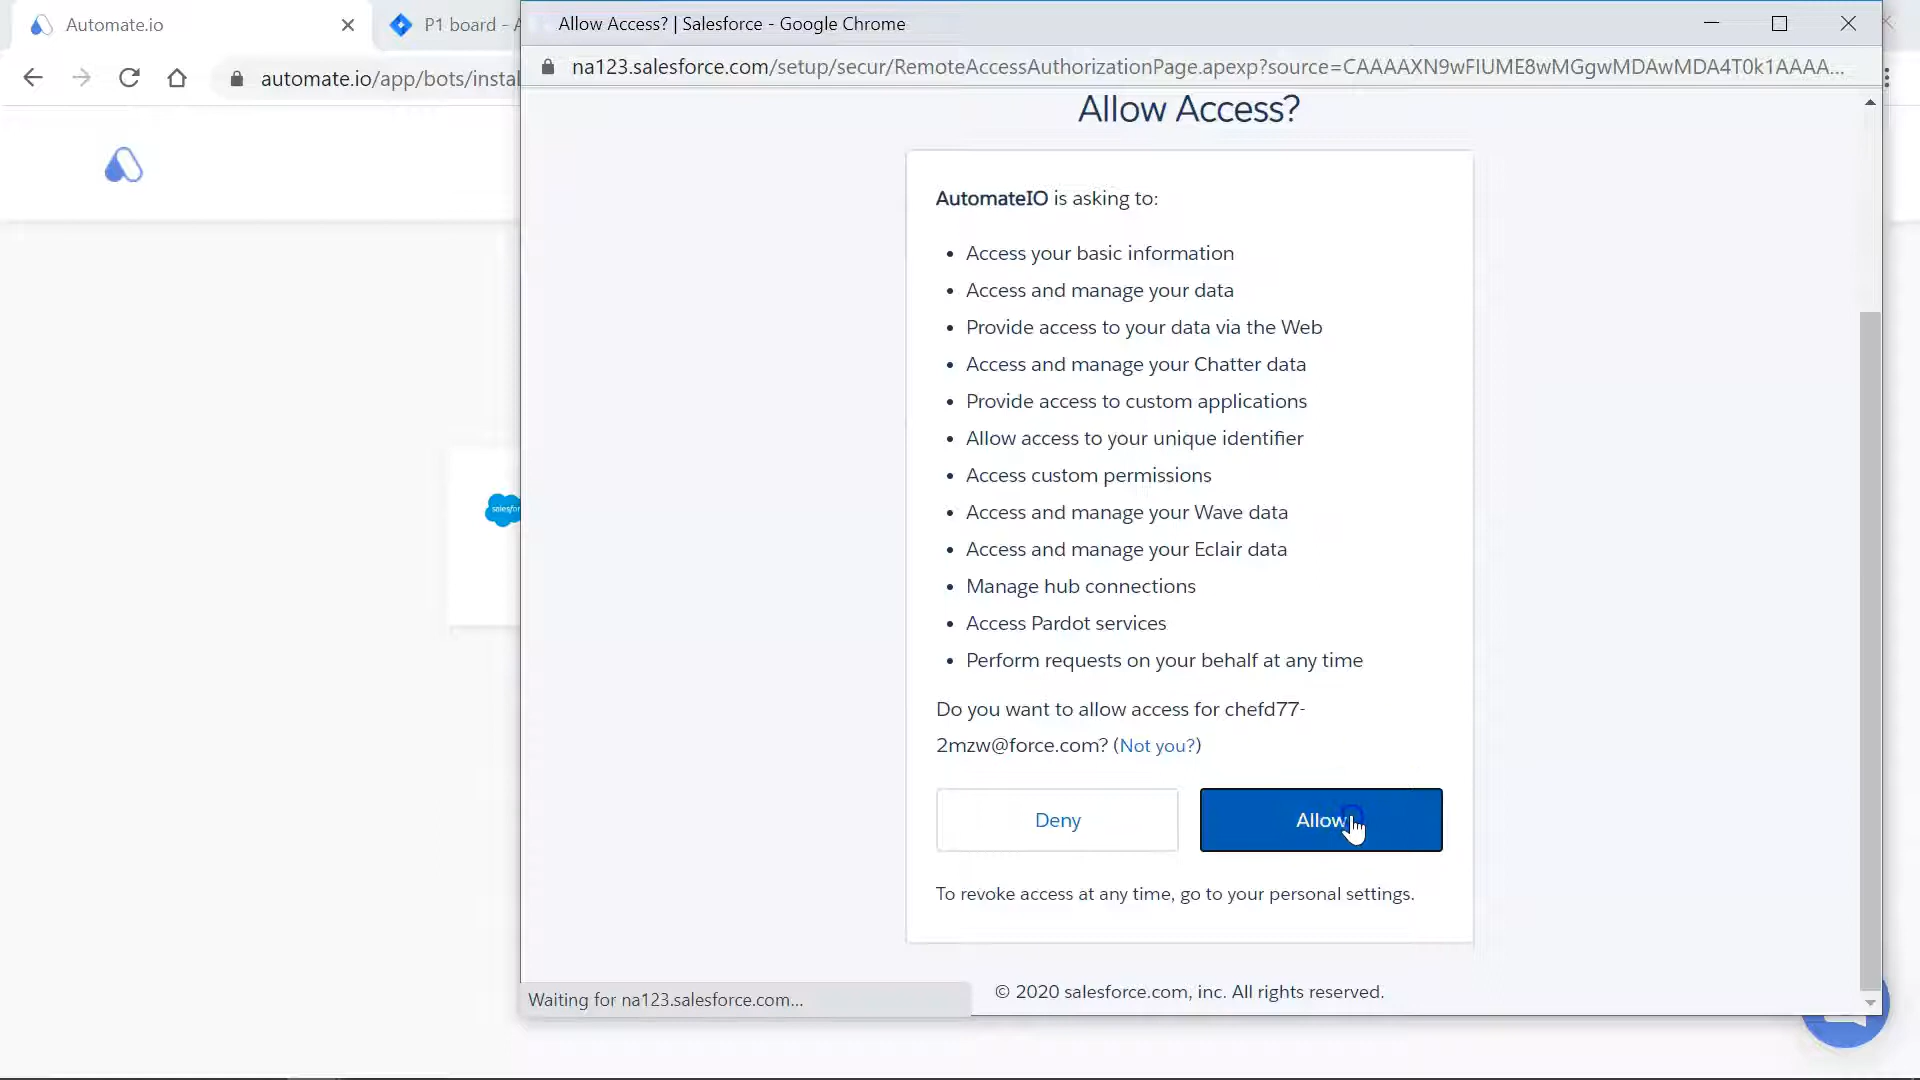 Automate.io
P1 board - A
Allow Access? | Salesforce - Google Chrome
automate.io/app/bots/instal
na123.salesforce.com/setup/secur/RemoteAccessAuthorizationPage.apexp?source=CAAAAXN9wFIUME8wMGgwMDAwMDA4T0k1AAAA...
Allow Access?
AutomateIO is asking to:
• Access your basic information
• Access and manage your data
• Provide access to your data via the Web
• Access and manage your Chatter data
• Provide access to custom applications
• Allow access to your unique identifier
• Access custom permissions
• Access and manage your Wave data
• Access and manage your Eclair data
• Manage hub connections
• Access Pardot services
• Perform requests on your behalf at any time
salesfor
Do you want to allow access for chefd77-
2mzw@force.com? (Not you?)
Deny
Allow
To revoke access at any time, go to your personal settings.
Waiting for na123.salesforce.com...
© 2020 salesforce.com, inc. All rights reserved.